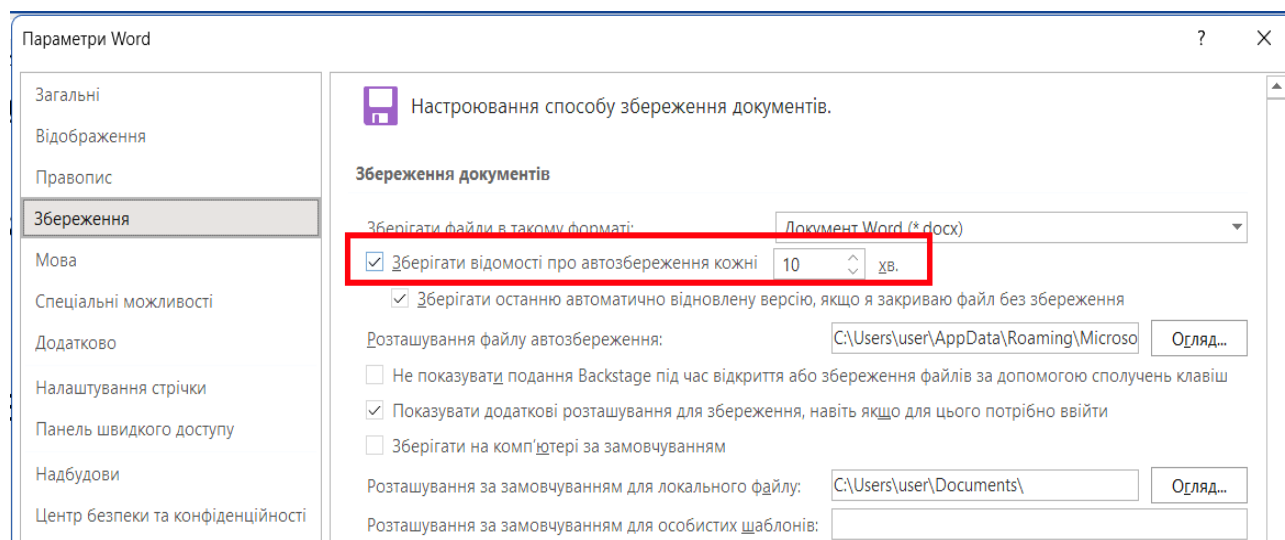 Параметри Word ? ×
Загальні
Відображення
Правопис
Збереження
Мова
Спеціальні можливості
Додатково
Налаштування стрічки
Панель швидкого доступу
Надбудови
Центр безпеки та конфіденційності
Настроювання способу збереження документів.
Збереження документів
Зберігати файли в такому форматі: Документ Word (*.docx)
Зберігати відомості про автозбереження кожні 10 хв.
Зберігати останню автоматично відновлену версію, якщо я закриваю файл без збереження
Розташування файлу автозбереження: C:\Users\user\AppData\Roaming\Microso Огляд...
Не показувати подання Backstage під час відкриття або збереження файлів за допомогою сполучень клавіш
Показувати додаткові розташування для збереження, навіть якщо для цього потрібно ввійти
Зберігати на комп'ютері за замовчуванням
Розташування за замовчуванням для локального файлу: C:\Users\user\Documents\ Огляд...
Розташування за замовчуванням для особистих шаблонів: